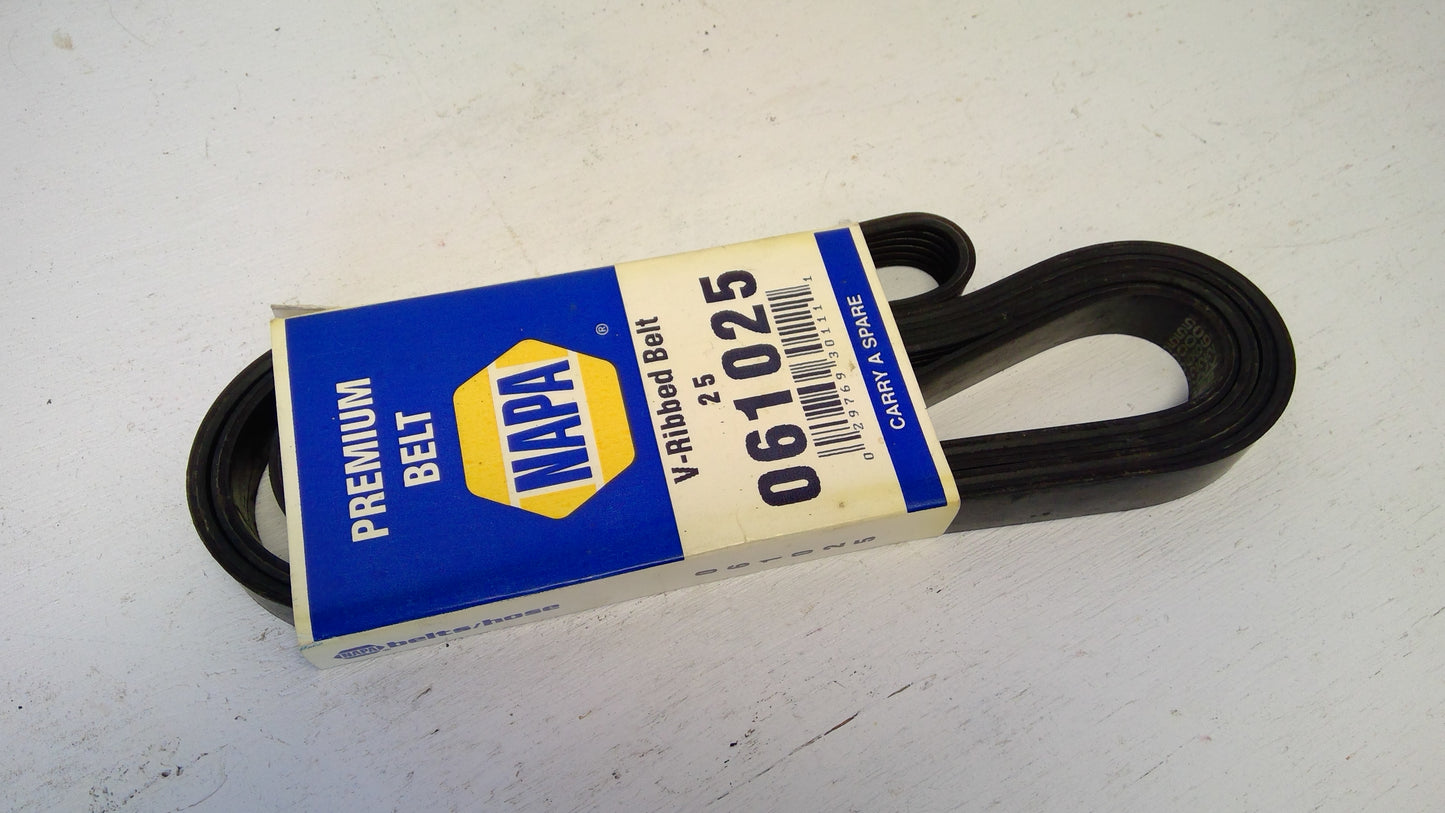 PREMIUM
BELT
NAPA
®
V-Ribbed Belt
25
061025
0 29769 30111 1
CARRY A SPARE
NAPA belts/hose
061025